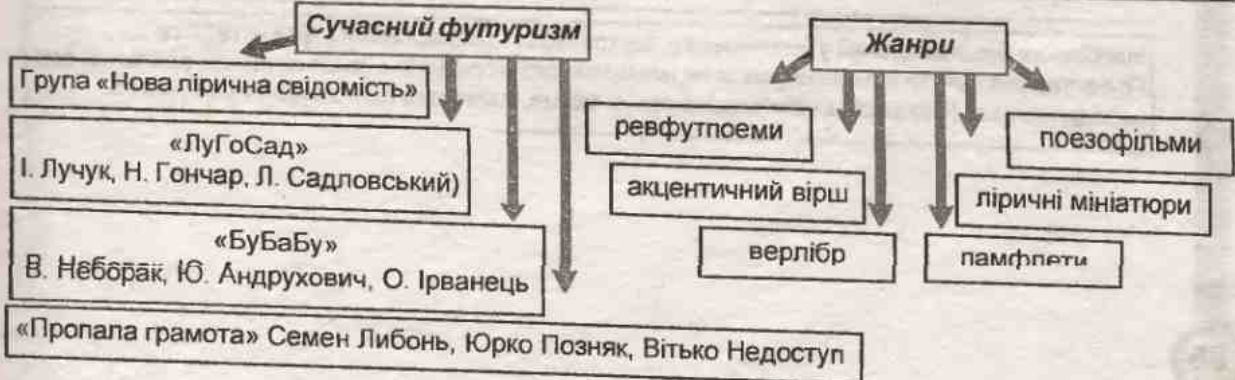 Сучасний футуризм
Група «Нова лірична свідомість»
«ЛуГоСад»
І. Лучук, Н. Гончар, Л. Садловський)
«БуБаБу»
В. Неборак, Ю. Андрухович, О. Ірванець
«Пропала грамота» Семен Либонь, Юрко Позняк, Вітько Недоступ
Жанри
ревфутпоеми
акцентичний вірш
верлібр
поезофільми
ліричні мініатюри
памфлети